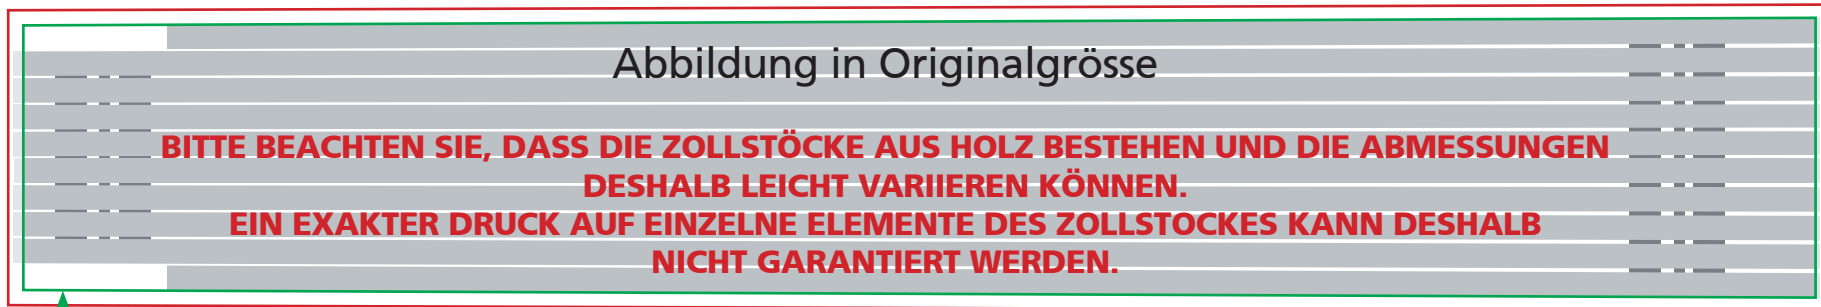 Abbildung in Originalgrösse
BITTE BEACHTEN SIE, DASS DIE ZOLLSTÖCKE AUS HOLZ BESTEHEN UND DIE ABMESSUNGEN
DESHALB LEICHT VARIIEREN KÖNNEN.
EIN EXAKTER DRUCK AUF EINZELNE ELEMENTE DES ZOLLSTOCKES KANN DESHALB
NICHT GARANTIERT WERDEN.